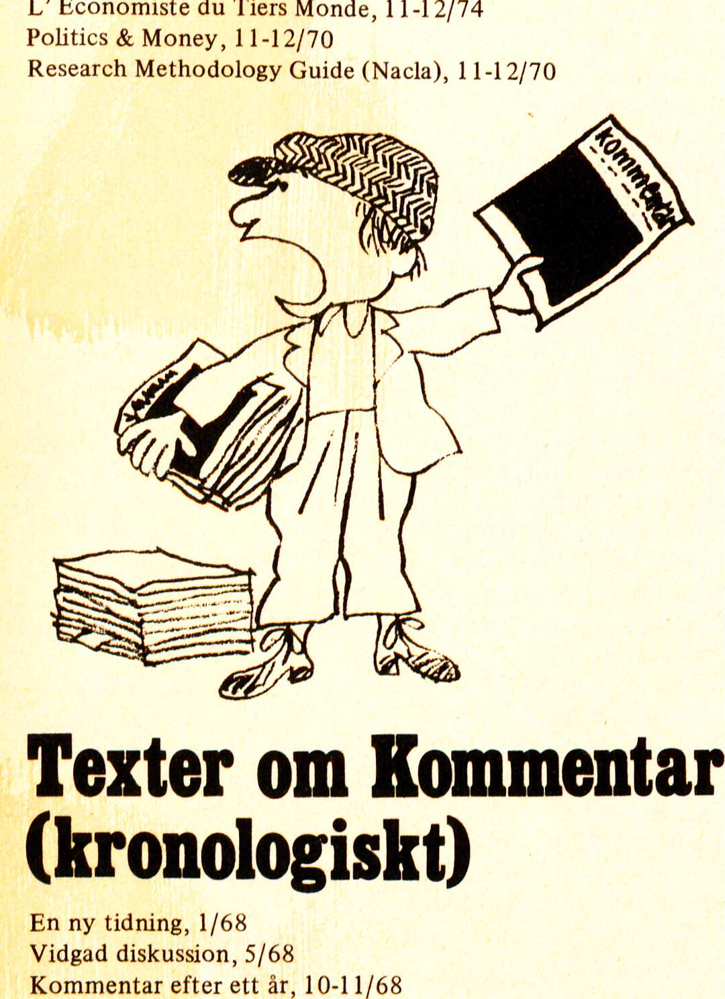 L' Economiste du Tiers Monde, 11-12/74
Politics & Money, 11-12/70
Research Methodology Guide (Nacla), 11-12/70
kommentar
Texter om Kommentar
(kronologiskt)
En ny tidning, 1/68
Vidgad diskussion, 5/68
Kommentar efter ett år, 10-11/68